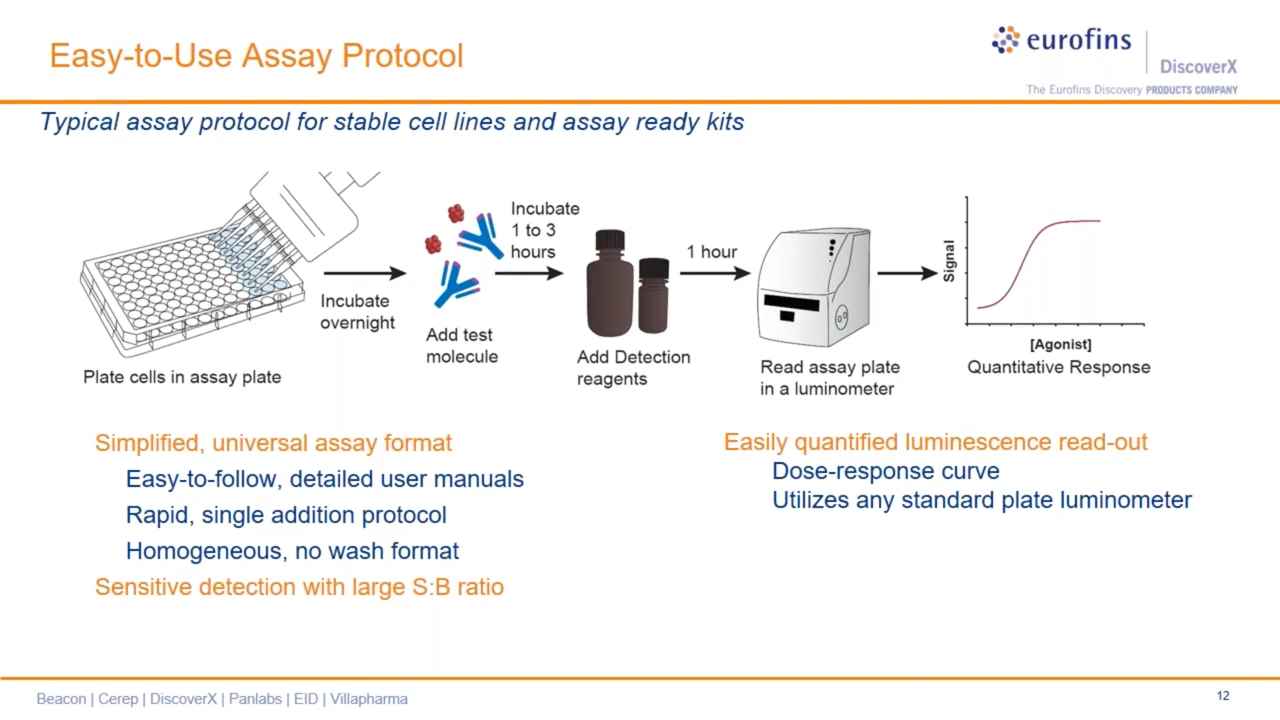 Easy-to-Use Assay Protocol
eurofins
DiscoverX
The Eurofins Discovery PRODUCTS COMPANY
Typical assay protocol for stable cell lines and assay ready kits
Plate cells in assay plate
Incubate
overnight
Add test
molecule
Incubate
1 to 3
hours
Add Detection
reagents
1 hour
Read assay plate
in a luminometer
Signal
[Agonist]
Quantitative Response
Simplified, universal assay format
Easy-to-follow, detailed user manuals
Rapid, single addition protocol
Homogeneous, no wash format
Sensitive detection with large S:B ratio
Easily quantified luminescence read-out
Dose-response curve
Utilizes any standard plate luminometer
Beacon | Cerep | DiscoverX | Panlabs | EID | Villapharma
12